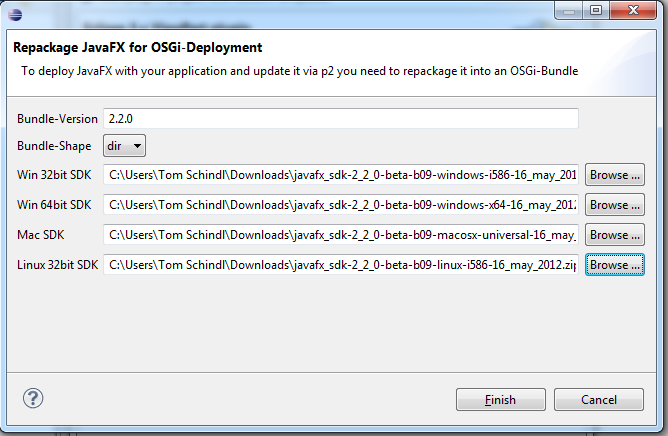 Repackage JavaFX for OSGi-Deployment
To deploy JavaFX with your application and update it via p2 you need to repackage it into an OSGi-Bundle
Bundle-Version 2.2.0
Bundle-Shape dir
Win 32bit SDK C:\Users\Tom Schindl\Downloads\javafx_sdk-2_2_0-beta-b09-windows-i586-16_may_201 Browse ...
Win 64bit SDK C:\Users\Tom Schindl\Downloads\javafx_sdk-2_2_0-beta-b09-windows-x64-16_may_2012 Browse ...
Mac SDK C:\Users\Tom Schindl\Downloads\javafx_sdk-2_2_0-beta-b09-macosx-universal-16_may_ Browse ...
Linux 32bit SDK C:\Users\Tom Schindl\Downloads\javafx_sdk-2_2_0-beta-b09-linux-i586-16_may_2012.zip Browse ...
? Finish Cancel